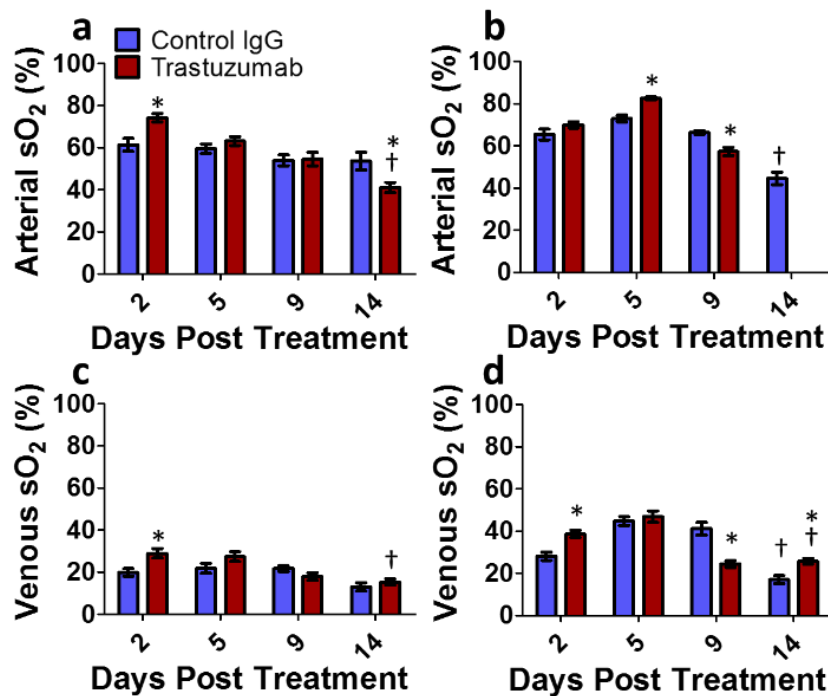 a
Control IgG
Trastuzumab
Arterial sO₂ (%)
100
80
60
40
20
0
*
*
†
2 5 9 14
Days Post Treatment
b
Arterial sO₂ (%)
100
80
60
40
20
0
*
*
†
2 5 9 14
Days Post Treatment
c
Venous sO₂ (%)
100
80
60
40
20
0
*
†
2 5 9 14
Days Post Treatment
d
Venous sO₂ (%)
100
80
60
40
20
0
*
*
†
*
†
2 5 9 14
Days Post Treatment